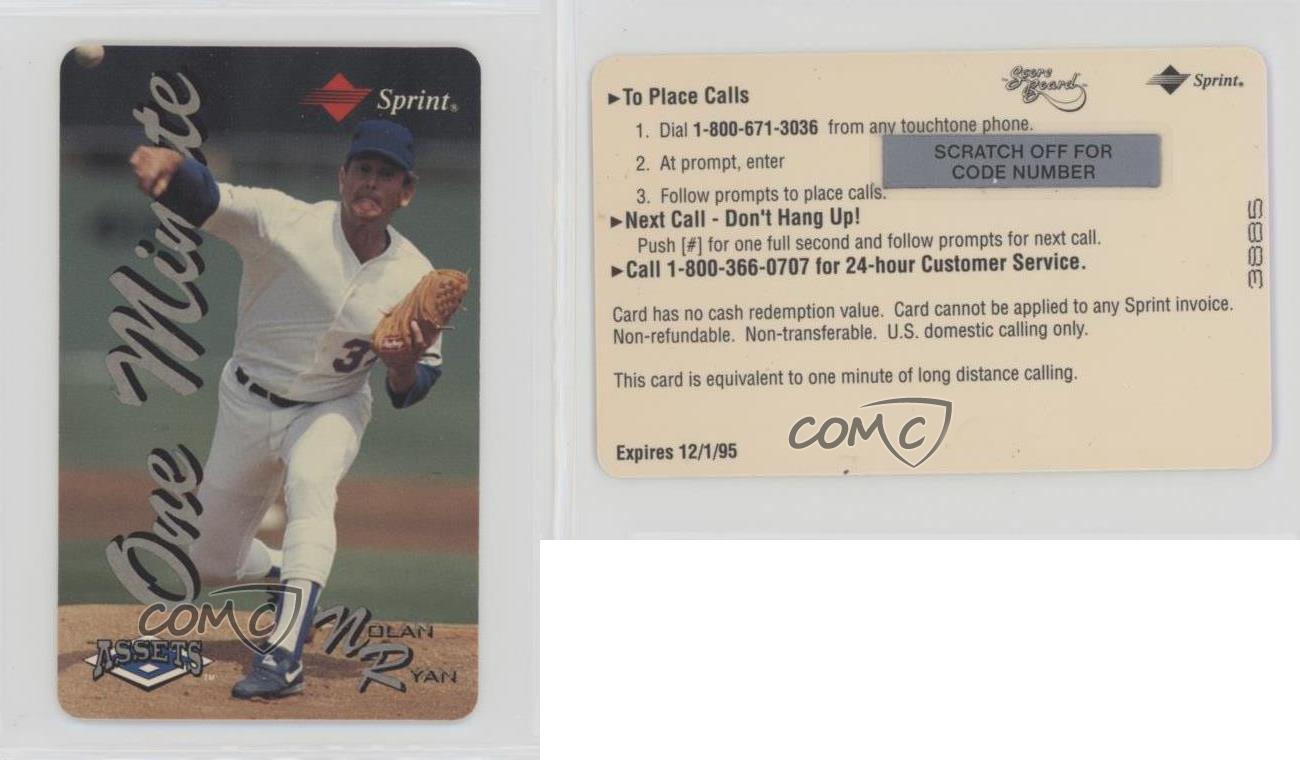 One Minute
Sprint®
3
COMC
ASSETS™
NOLAN
RYAN
Score Board™
Sprint®
►To Place Calls
1. Dial 1-800-671-3036 from any touchtone phone.
2. At prompt, enter
SCRATCH OFF FOR
CODE NUMBER
3. Follow prompts to place calls.
►Next Call - Don't Hang Up!
Push [#] for one full second and follow prompts for next call.
►Call 1-800-366-0707 for 24-hour Customer Service.
3885
Card has no cash redemption value. Card cannot be applied to any Sprint invoice.
Non-refundable. Non-transferable. U.S. domestic calling only.
This card is equivalent to one minute of long distance calling.
COMC
Expires 12/1/95